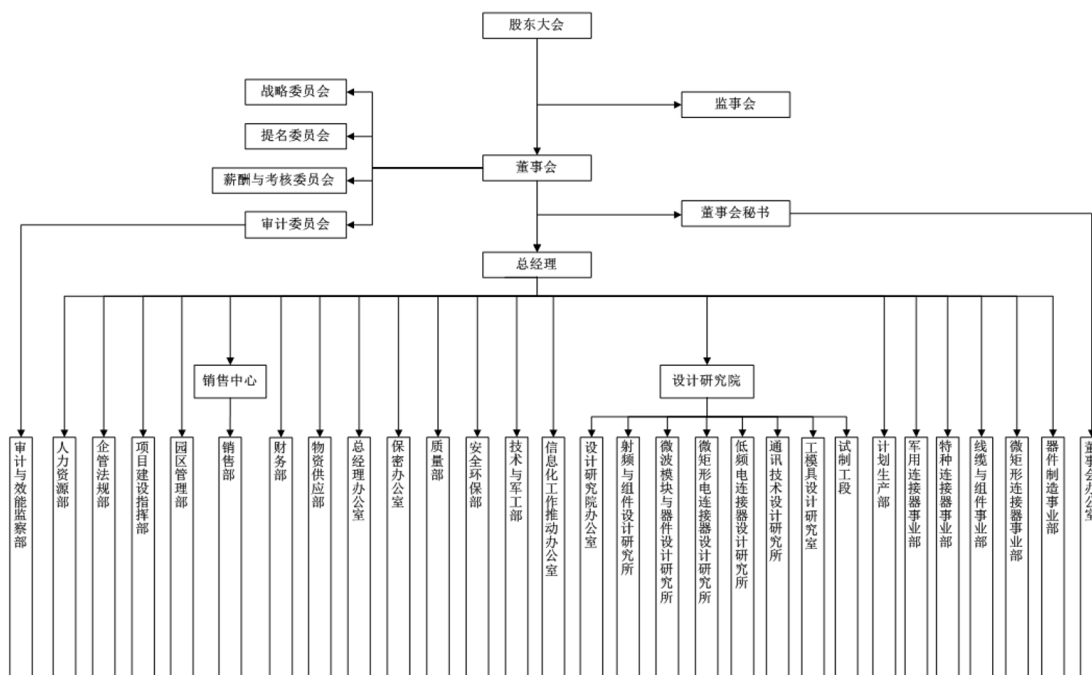 股东大会
战略委员会
监事会
提名委员会
董事会
薪酬与考核委员会
审计委员会
董事会秘书
总经理
销售中心
设计研究院
审计与效能监察部
人力资源部
企管法规部
项目建设指挥部
园区管理部
销售部
财务部
物资供应部
总经理办公室
保密办公室
质量部
安全环保部
技术与军工部
信息化工作推动办公室
设计研究院办公室
射频与组件设计研究所
微波模块与器件设计研究所
微矩形电连接器设计研究所
低频电连接器设计研究所
通讯技术设计研究所
工模具设计研究室
试制工段
计划生产部
军用连接器事业部
特种连接器事业部
线缆与组件事业部
微矩形连接器事业部
器件制造事业部
董事会办公室